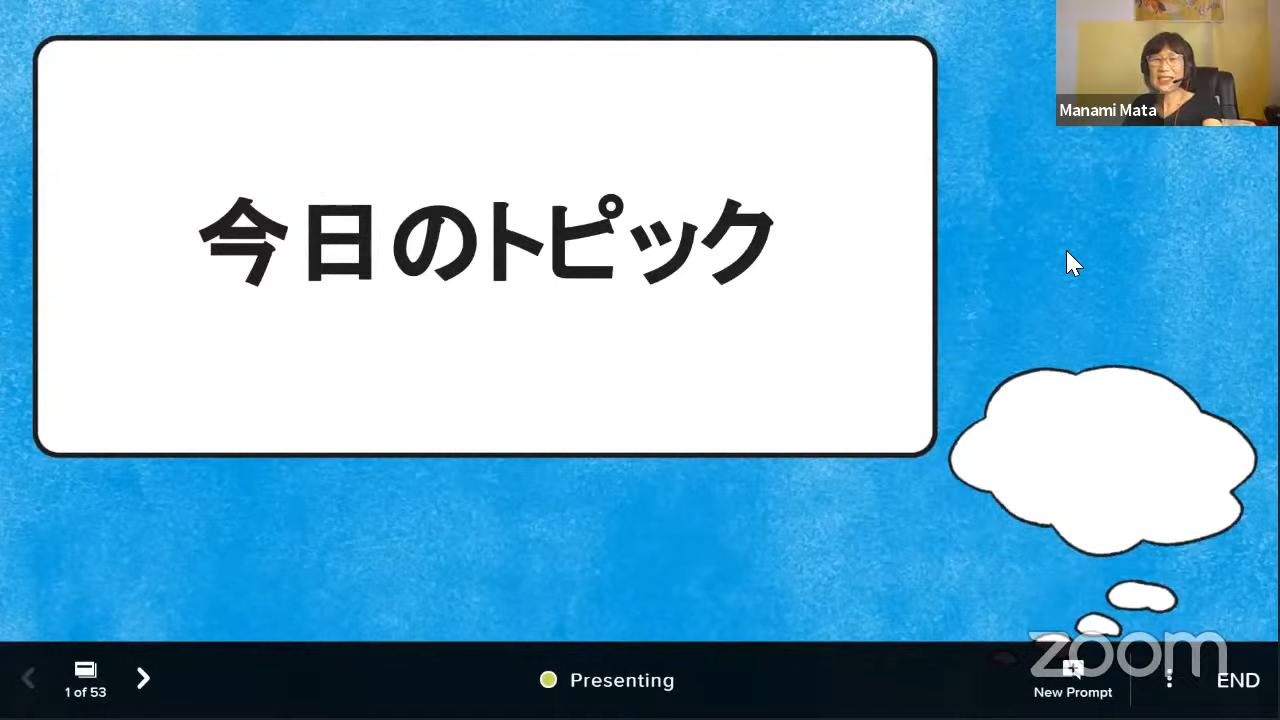 Manami Mata
今日のトピック
zoom
1 of 53
Presenting
New Prompt
END